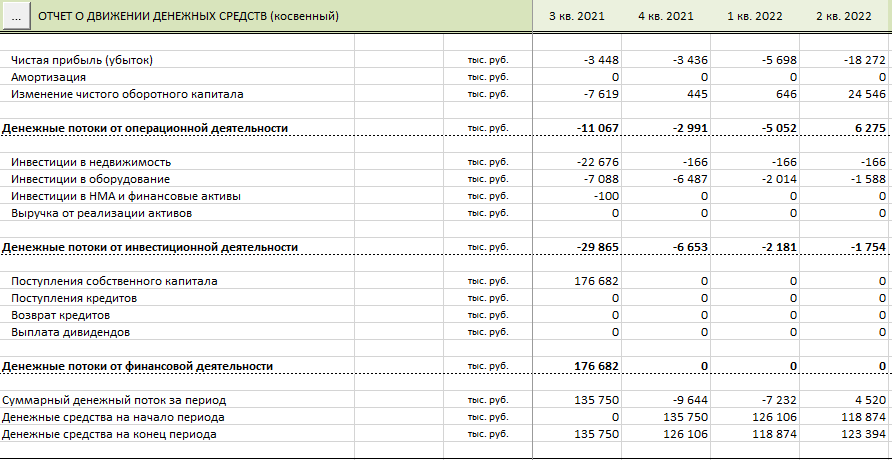 ... ОТЧЕТ О ДВИЖЕНИИ ДЕНЕЖНЫХ СРЕДСТВ (косвенный) 3 кв. 2021 4 кв. 2021 1 кв. 2022 2 кв. 2022
Чистая прибыль (убыток) тыс. руб. -3 448 -3 436 -5 698 -18 272
Амортизация тыс. руб. 0 0 0 0
Изменение чистого оборотного капитала тыс. руб. -7 619 445 646 24 546
Денежные потоки от операционной деятельности тыс. руб. -11 067 -2 991 -5 052 6 275
Инвестиции в недвижимость тыс. руб. -22 676 -166 -166 -166
Инвестиции в оборудование тыс. руб. -7 088 -6 487 -2 014 -1 588
Инвестиции в НМА и финансовые активы тыс. руб. -100 0 0 0
Выручка от реализации активов тыс. руб. 0 0 0 0
Денежные потоки от инвестиционной деятельности тыс. руб. -29 865 -6 653 -2 181 -1 754
Поступления собственного капитала тыс. руб. 176 682 0 0 0
Поступления кредитов тыс. руб. 0 0 0 0
Возврат кредитов тыс. руб. 0 0 0 0
Выплата дивидендов тыс. руб. 0 0 0 0
Денежные потоки от финансовой деятельности тыс. руб. 176 682 0 0 0
Суммарный денежный поток за период тыс. руб. 135 750 -9 644 -7 232 4 520
Денежные средства на начало периода тыс. руб. 0 135 750 126 106 118 874
Денежные средства на конец периода тыс. руб. 135 750 126 106 118 874 123 394